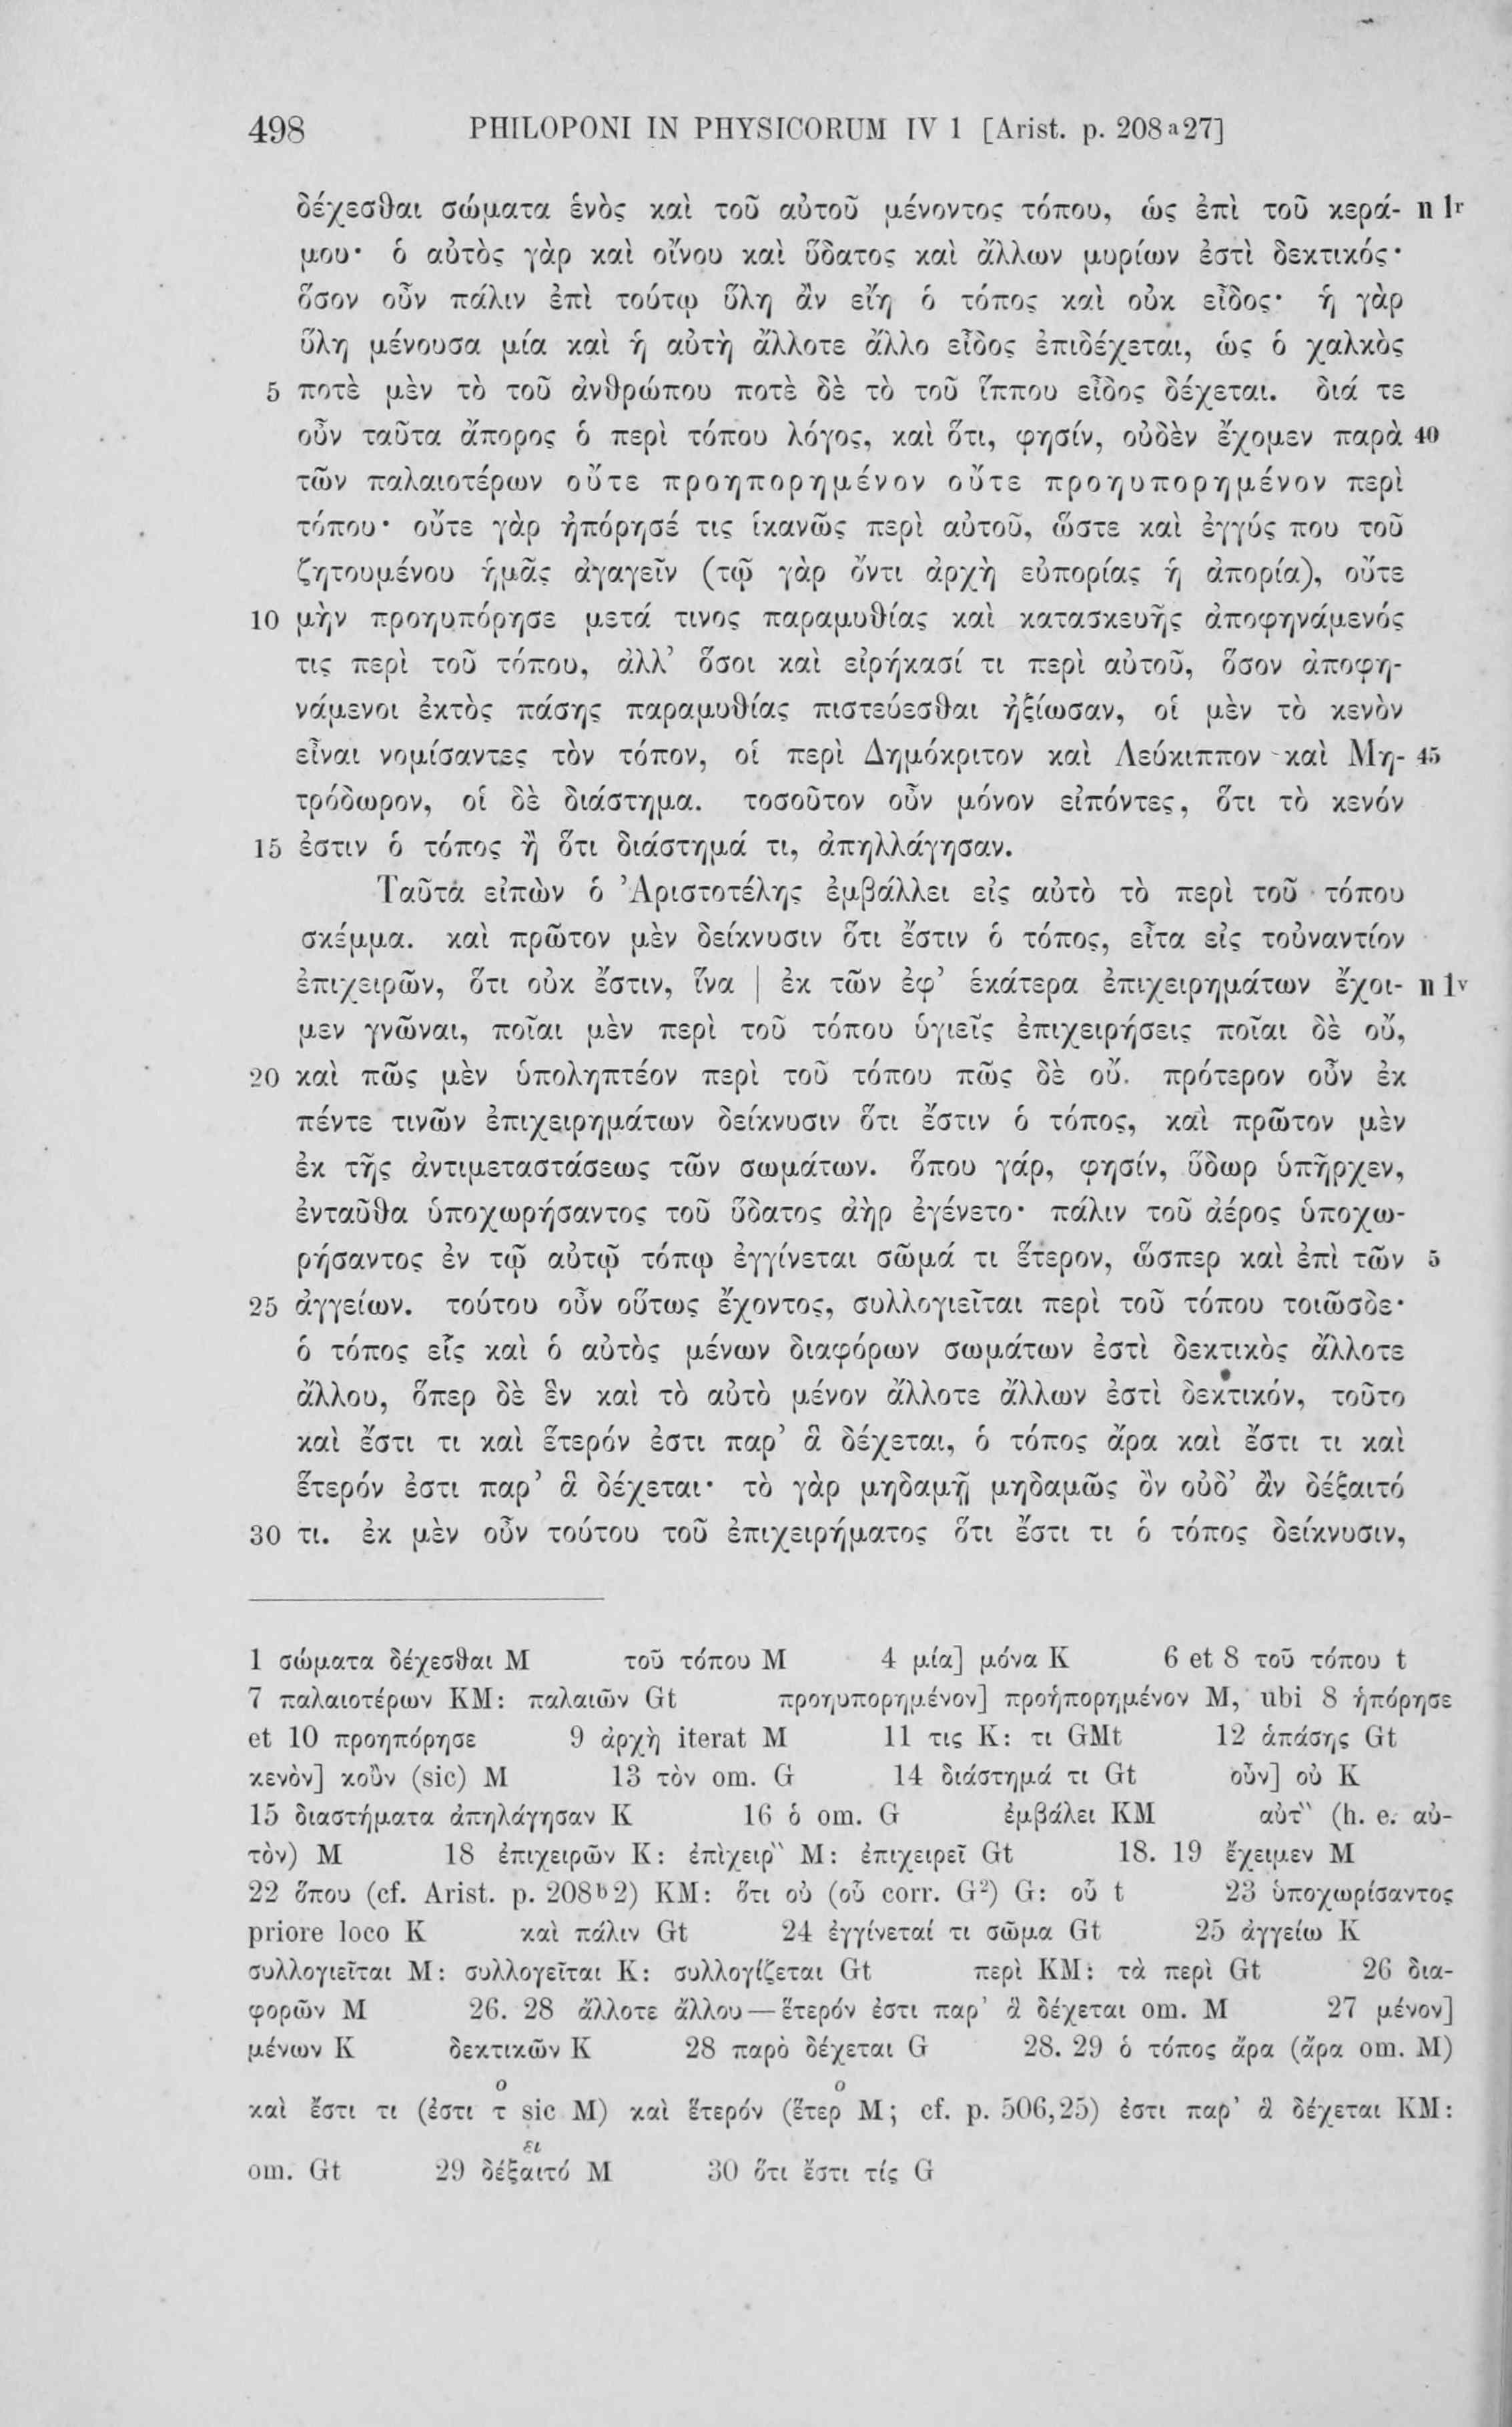 498 PHILOPONI IN PHYSICORUM IV 1 [Arist. p. 208ᵃ27]
δέχεσθαι σώματα ἑνὸς καὶ τοῦ αὐτοῦ μένοντος τόπου, ὡς ἐπὶ τοῦ κερά- n 1ʳ
μου· ὁ αὐτὸς γὰρ καὶ οἴνου καὶ ὕδατος καὶ ἄλλων μυρίων ἐστὶ δεκτικός·
ὅσον οὖν πάλιν ἐπὶ τούτῳ ὕλη ἂν εἴη ὁ τόπος καὶ οὐκ εἶδος· ἡ γὰρ
ὕλη μένουσα μία καὶ ἡ αὐτὴ ἄλλοτε ἄλλο εἶδος ἐπιδέχεται, ὡς ὁ χαλκὸς
5 ποτὲ μὲν τὸ τοῦ ἀνθρώπου ποτὲ δὲ τὸ τοῦ ἵππου εἶδος δέχεται. διά τε
οὖν ταῦτα ἄπορος ὁ περὶ τόπου λόγος, καὶ ὅτι, φησίν, οὐδὲν ἔχομεν παρὰ 40
τῶν παλαιοτέρων οὔτε προηπορημένον οὔτε προηυπορημένον περὶ
τόπου· οὔτε γὰρ ἠπόρησέ τις ἱκανῶς περὶ αὐτοῦ, ὥστε καὶ ἐγγύς που τοῦ
ζητουμένου ἡμᾶς ἀγαγεῖν (τῷ γὰρ ὄντι ἀρχὴ εὐπορίας ἡ ἀπορία), οὔτε
10 μὴν προηυπόρησε μετά τινος παραμυθίας καὶ κατασκευῆς ἀποφηνάμενός
τις περὶ τοῦ τόπου, ἀλλ’ ὅσοι καὶ εἰρήκασί τι περὶ αὐτοῦ, ὅσον ἀποφη-
νάμενοι ἐκτὸς πάσης παραμυθίας πιστεύεσθαι ἠξίωσαν, οἱ μὲν τὸ κενὸν
εἶναι νομίσαντες τὸν τόπον, οἱ περὶ Δημόκριτον καὶ Λεύκιππον καὶ Μη- 45
τρόδωρον, οἱ δὲ διάστημα. τοσοῦτον οὖν μόνον εἰπόντες, ὅτι τὸ κενόν
15 ἐστιν ὁ τόπος ἢ ὅτι διάστημά τι, ἀπηλλάγησαν.
Ταῦτα εἰπὼν ὁ Ἀριστοτέλης ἐμβάλλει εἰς αὐτὸ τὸ περὶ τοῦ τόπου
σκέμμα. καὶ πρῶτον μὲν δείκνυσιν ὅτι ἔστιν ὁ τόπος, εἶτα εἰς τοὐναντίον
ἐπιχειρῶν, ὅτι οὐκ ἔστιν, ἵνα | ἐκ τῶν ἐφ’ ἑκάτερα ἐπιχειρημάτων ἔχοι- n 1ᵛ
μεν γνῶναι, ποῖαι μὲν περὶ τοῦ τόπου ὑγιεῖς ἐπιχειρήσεις ποῖαι δὲ οὔ,
20 καὶ πῶς μὲν ὑποληπτέον περὶ τοῦ τόπου πῶς δὲ οὔ. πρότερον οὖν ἐκ
πέντε τινῶν ἐπιχειρημάτων δείκνυσιν ὅτι ἔστιν ὁ τόπος, καὶ πρῶτον μὲν
ἐκ τῆς ἀντιμεταστάσεως τῶν σωμάτων. ὅπου γάρ, φησίν, ὕδωρ ὑπῆρχεν,
ἐνταῦθα ὑποχωρήσαντος τοῦ ὕδατος ἀὴρ ἐγένετο· πάλιν τοῦ ἀέρος ὑποχω-
ρήσαντος ἐν τῷ αὐτῷ τόπῳ ἐγγίνεται σῶμά τι ἕτερον, ὥσπερ καὶ ἐπὶ τῶν 5
25 ἀγγείων. τούτου οὖν οὕτως ἔχοντος, συλλογιεῖται περὶ τοῦ τόπου τοιῶσδε·
ὁ τόπος εἷς καὶ ὁ αὐτὸς μένων διαφόρων σωμάτων ἐστὶ δεκτικὸς ἄλλοτε
ἄλλου, ὅπερ δὲ ἓν καὶ τὸ αὐτὸ μένον ἄλλοτε ἄλλων ἐστὶ δεκτικόν, τοῦτο
καὶ ἔστι τι καὶ ἕτερόν ἐστι παρ’ ἃ δέχεται, ὁ τόπος ἄρα καὶ ἔστι τι καὶ
ἕτερόν ἐστι παρ’ ἃ δέχεται· τὸ γὰρ μηδαμῇ μηδαμῶς ὂν οὐδ’ ἂν δέξαιτό
30 τι. ἐκ μὲν οὖν τούτου τοῦ ἐπιχειρήματος ὅτι ἔστι τι ὁ τόπος δείκνυσιν,
1 σώματα δέχεσθαι M τοῦ τόπου M 4 μία] μόνα K 6 et 8 τοῦ τόπου t
7 παλαιοτέρων KM: παλαιῶν Gt προηυπορημένον] προήπορημένον M, ubi 8 ἠπόρησε
et 10 προηπόρησε 9 ἀρχὴ iterat M 11 τις K: τι GMt 12 ἁπάσης Gt
κενὸν] κοὒν (sic) M 13 τὸν om. G 14 διάστημά τι Gt οὖν] οὐ K
15 διαστήματα ἀπηλάγησαν K 16 ὁ om. G ἐμβάλει KM αὐτ‵‵ (h. e. αὐ-
τὸν) M 18 ἐπιχειρῶν K: ἐπὶχειρ‵‵ M: ἐπιχειρεῖ Gt 18. 19 ἔχειμεν M
22 ὅπου (cf. Arist. p. 208ᵇ2) KM: ὅτι οὐ (οὗ corr. G²) G: οὗ t 23 ὑποχωρίσαντος
priore loco K καὶ πάλιν Gt 24 ἐγγίνεταί τι σῶμα Gt 25 ἀγγείω K
συλλογιεῖται M: συλλογεῖται K: συλλογίζεται Gt περὶ KM: τὰ περὶ Gt 26 δια-
φορῶν M 26. 28 ἄλλοτε ἄλλου—ἕτερόν ἐστι παρ’ ἃ δέχεται om. M 27 μένον]
μένων K δεκτικῶν K 28 παρὸ δέχεται G 28. 29 ὁ τόπος ἄρα (ἄρα om. M)
ο ο
καὶ ἔστι τι (ἐστι τ sic M) καὶ ἕτερόν (ἕτερ M; cf. p. 506,25) ἐστι παρ’ ἃ δέχεται KM:
ει
om. Gt 29 δέξαιτό M 30 ὅτι ἔστι τίς G